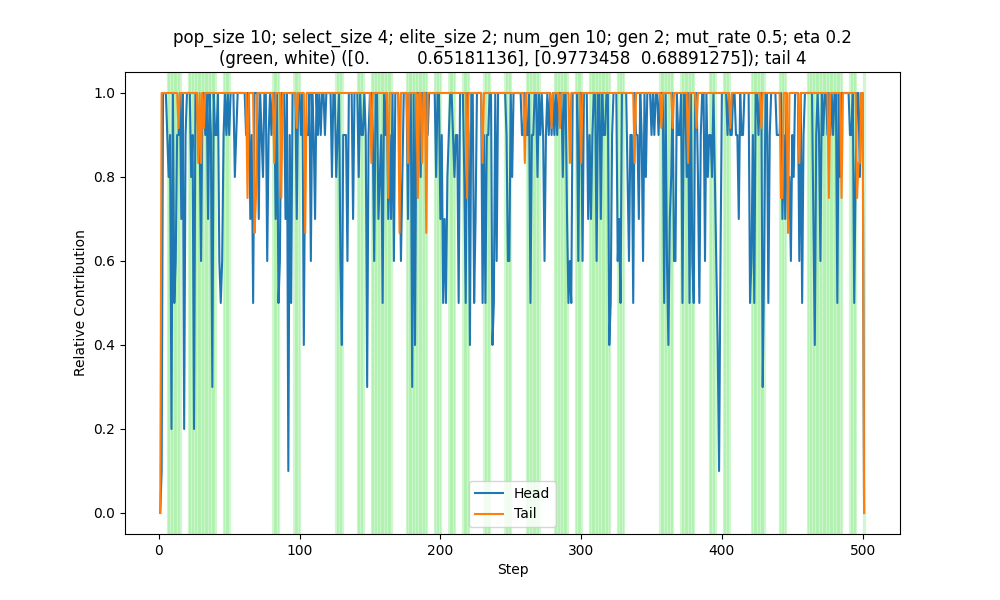 pop_size 10; select_size 4; elite_size 2; num_gen 10; gen 2; mut_rate 0.5; eta 0.2
(green, white) ([0.         0.65181136], [0.9773458  0.68891275]); tail 4
Relative Contribution
1.0
0.8
0.6
0.4
0.2
0.0
Head
Tail
0
100
200
300
400
500
Step